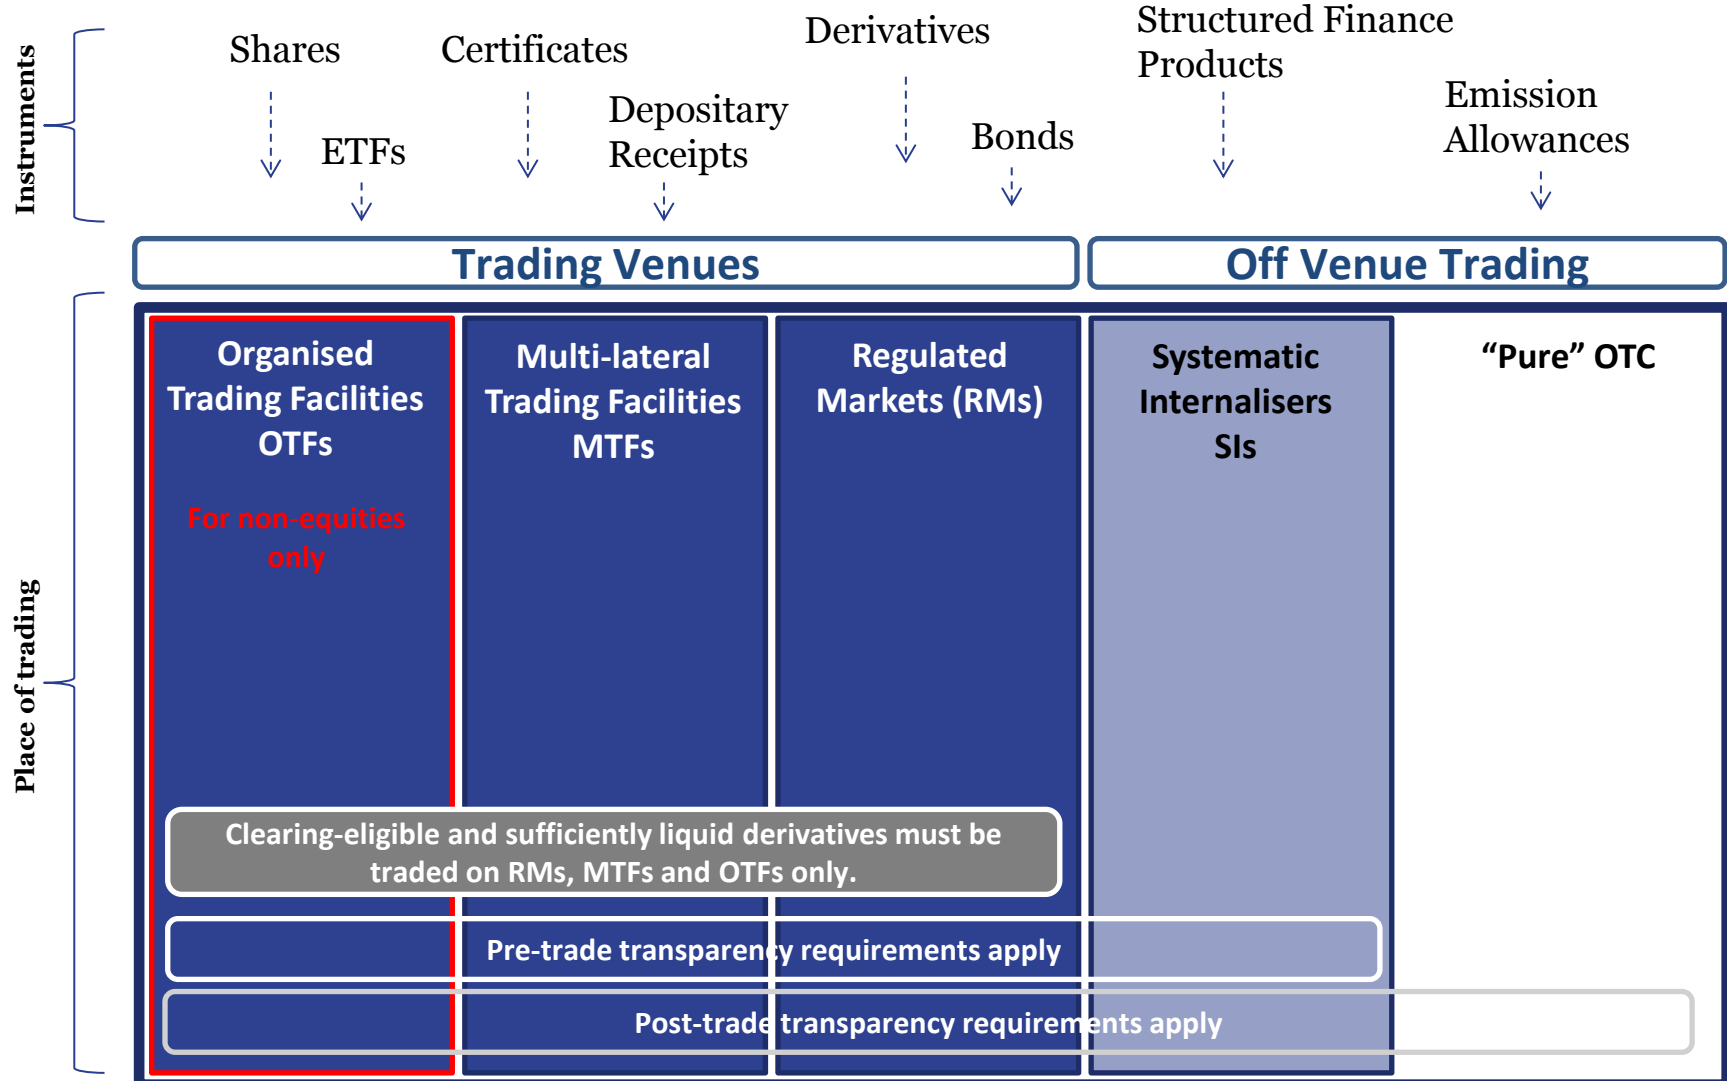 Instruments
Shares
ETFs
Certificates
Depositary
Receipts
Derivatives
Bonds
Structured Finance
Products
Emission
Allowances
Trading Venues
Off Venue Trading
Place of trading
Organised
Trading Facilities
OTFs
For non-equities
only
Multi-lateral
Trading Facilities
MTFs
Regulated
Markets (RMs)
Systematic
Internalisers
SIs
“Pure” OTC
Clearing-eligible and sufficiently liquid derivatives must be
traded on RMs, MTFs and OTFs only.
Pre-trade transparency requirements apply
Post-trade transparency requirements apply